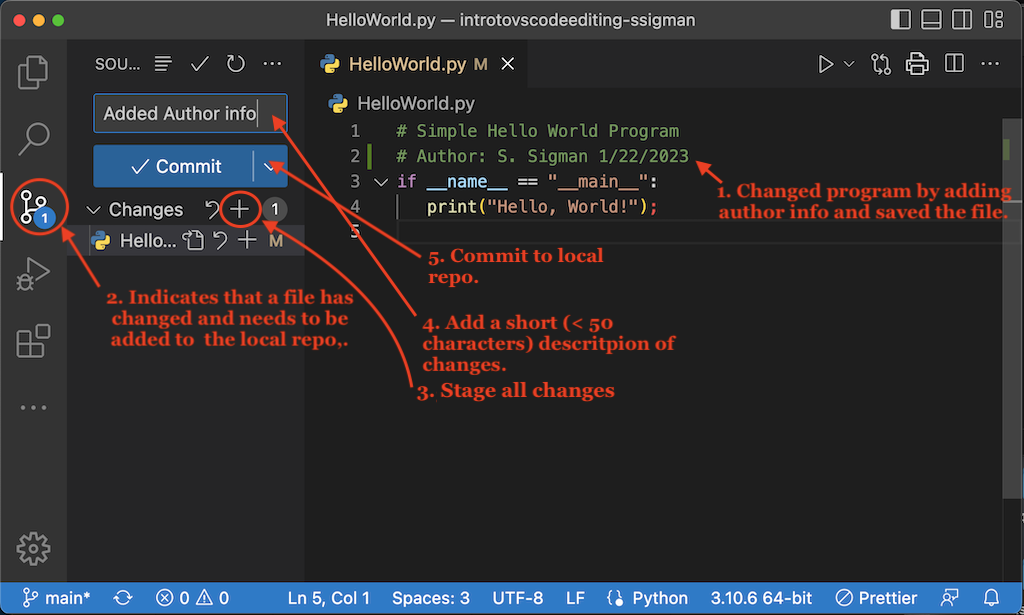 HelloWorld.py — introtovscodeediting-ssigman
SOU...
HelloWorld.py M
Added Author info
HelloWorld.py
Commit
1 # Simple Hello World Program
2 # Author: S. Sigman 1/22/2023
3 if __name__ == "__main__":
4 print("Hello, World!");
5
1
Changes 1
Hello... M
1. Changed program by adding
author info and saved the file.
5. Commit to local
repo.
2. Indicates that a file has
changed and needs to be
added to the local repo,.
4. Add a short (< 50
characters) descritpion of
changes.
3. Stage all changes
main* 0 0 Ln 5, Col 1 Spaces: 3 UTF-8 LF Python 3.10.6 64-bit Prettier